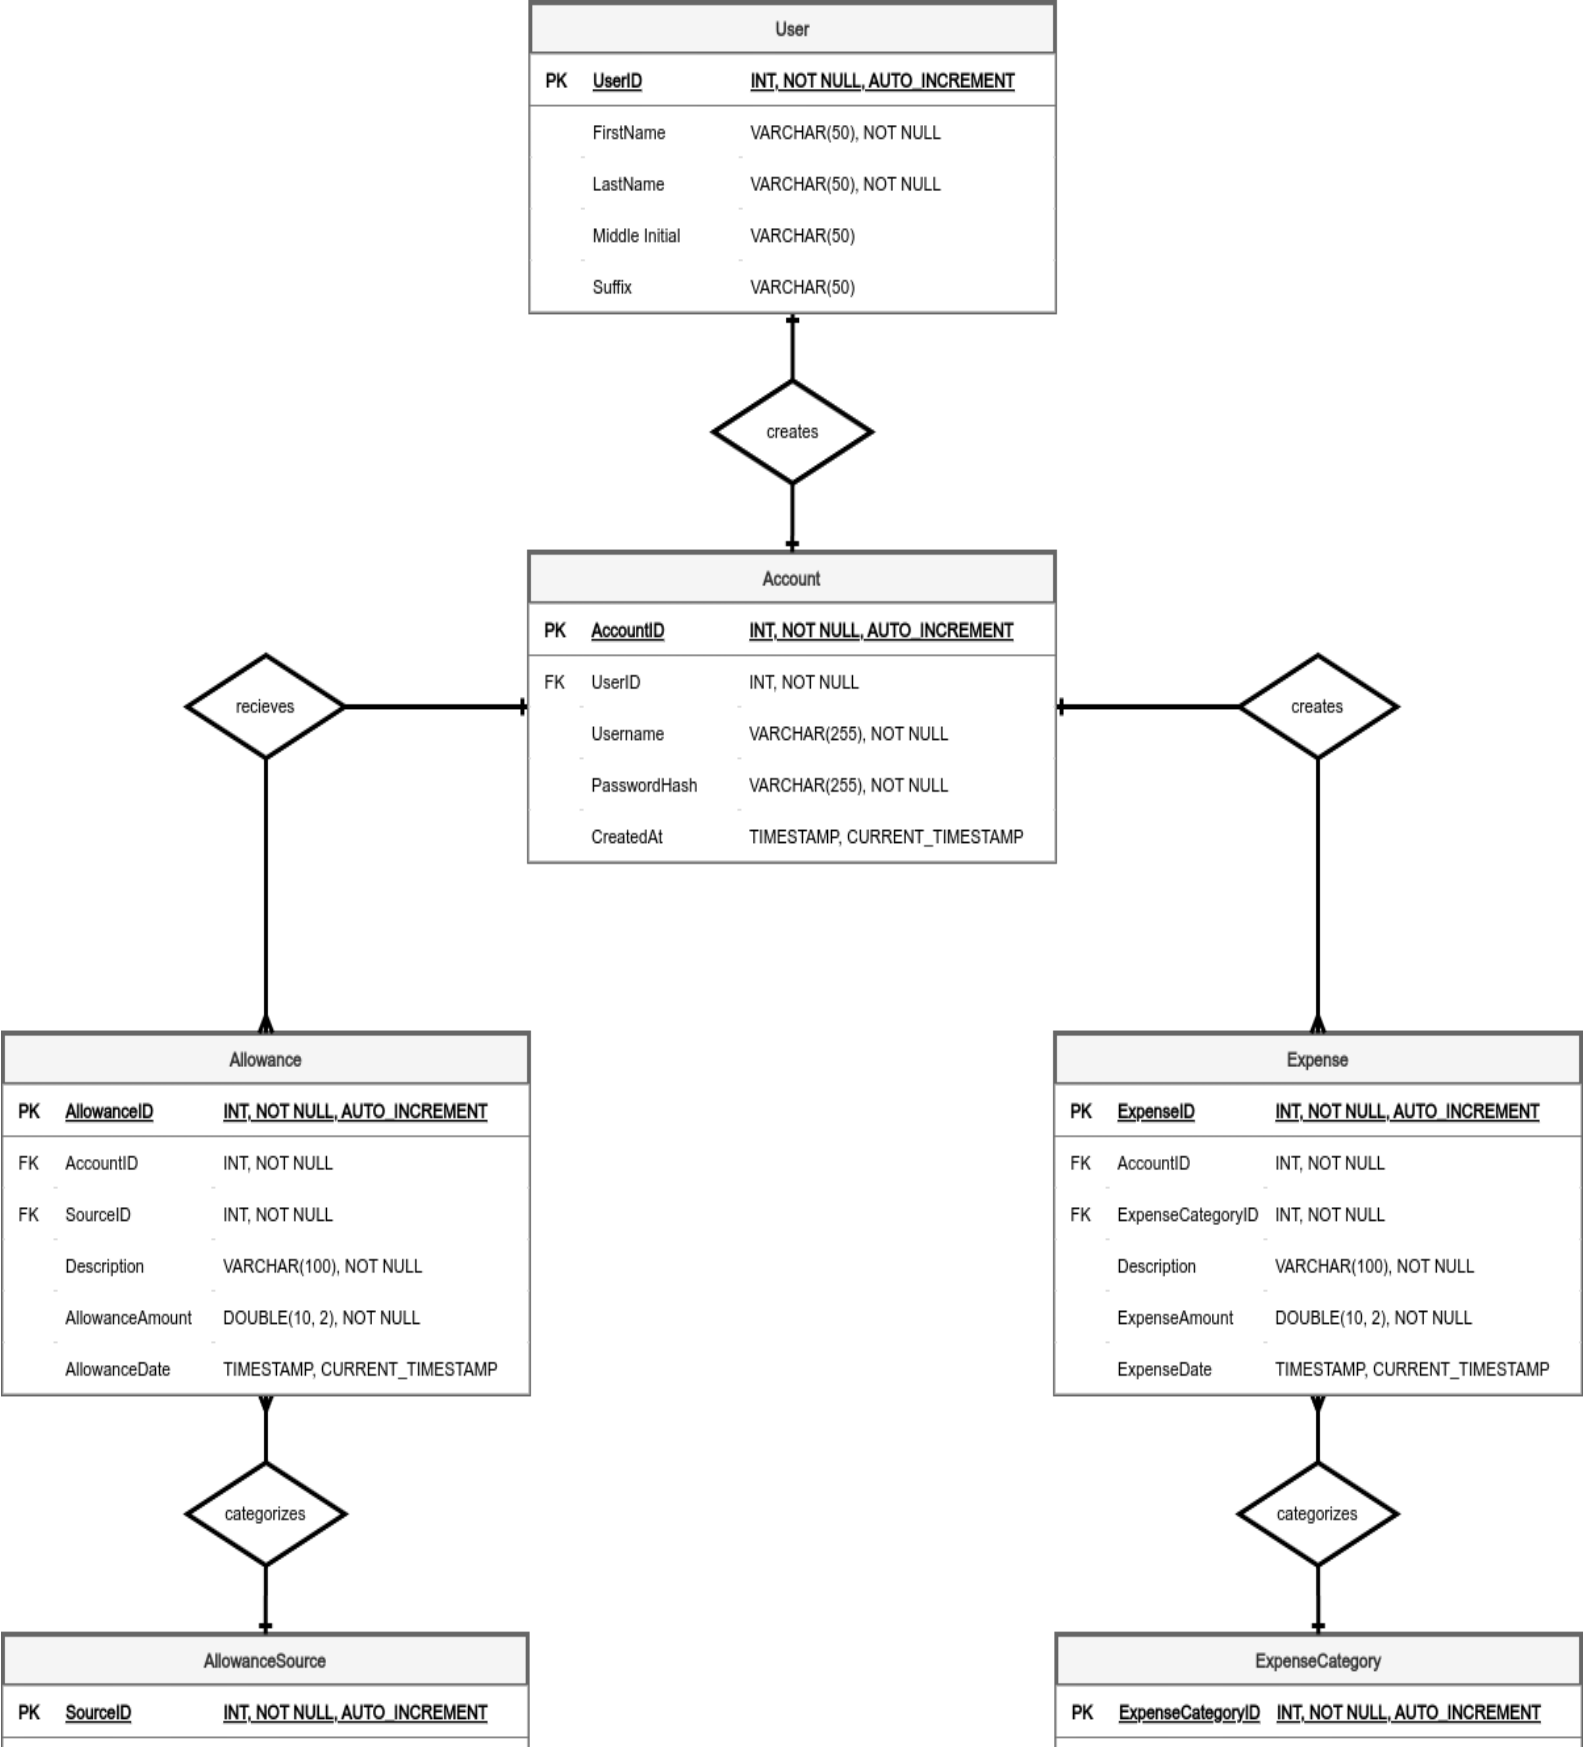 User
PK UserID INT, NOT NULL, AUTO_INCREMENT
FirstName VARCHAR(50), NOT NULL
LastName VARCHAR(50), NOT NULL
Middle Initial VARCHAR(50)
Suffix VARCHAR(50)
creates
Account
PK AccountID INT, NOT NULL, AUTO_INCREMENT
FK UserID INT, NOT NULL
Username VARCHAR(255), NOT NULL
PasswordHash VARCHAR(255), NOT NULL
CreatedAt TIMESTAMP, CURRENT_TIMESTAMP
recieves
creates
Allowance
PK AllowanceID INT, NOT NULL, AUTO_INCREMENT
FK AccountID INT, NOT NULL
FK SourceID INT, NOT NULL
Description VARCHAR(100), NOT NULL
AllowanceAmount DOUBLE(10, 2), NOT NULL
AllowanceDate TIMESTAMP, CURRENT_TIMESTAMP
Expense
PK ExpenseID INT, NOT NULL, AUTO_INCREMENT
FK AccountID INT, NOT NULL
FK ExpenseCategoryID INT, NOT NULL
Description VARCHAR(100), NOT NULL
ExpenseAmount DOUBLE(10, 2), NOT NULL
ExpenseDate TIMESTAMP, CURRENT_TIMESTAMP
categorizes
categorizes
AllowanceSource
PK SourceID INT, NOT NULL, AUTO_INCREMENT
ExpenseCategory
PK ExpenseCategoryID INT, NOT NULL, AUTO_INCREMENT